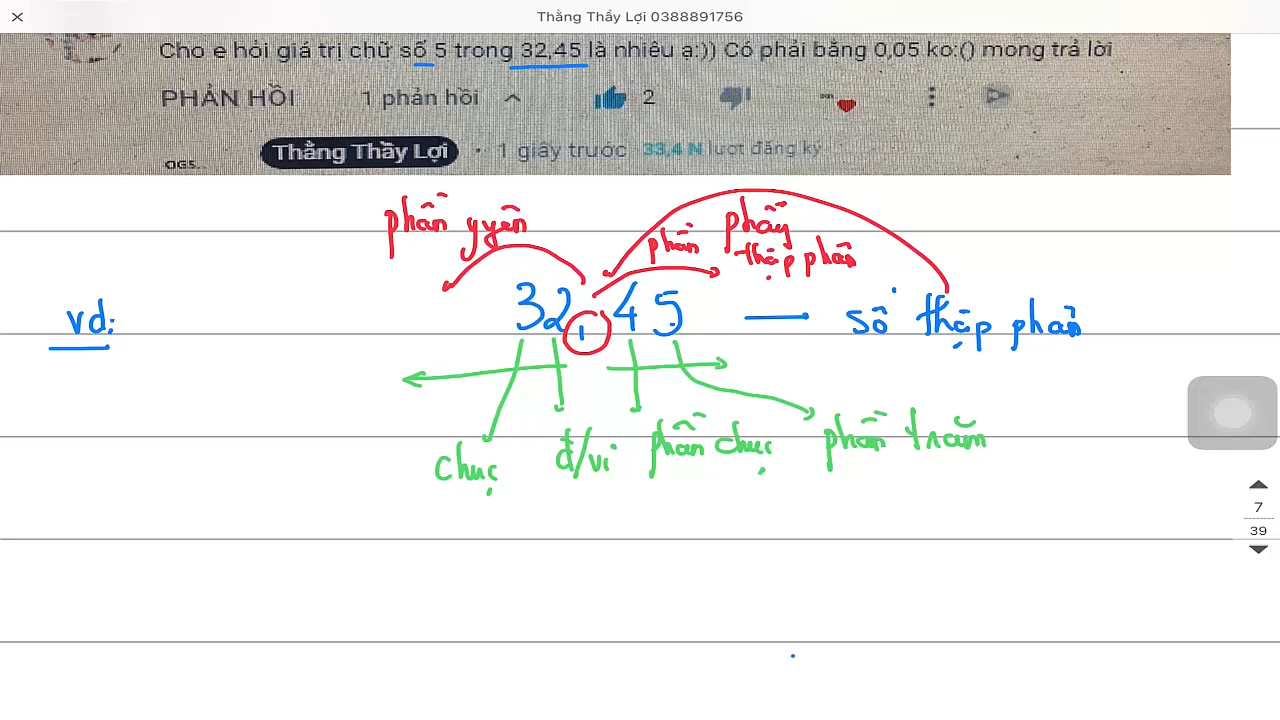 Thằng Thầy Lợi 0388891756
Cho e hỏi giá trị chữ số 5 trong 32,45 là nhiêu ạ:)) Có phải bằng 0,05 ko:() mong trả lời
PHẢN HỒI 1 phản hồi 2
Thằng Thầy Lợi · 1 giây trước 33,4 N lượt đăng ký
phần nguyên phần thập phân phẩy
vd: 32,45 — số thập phân
chục đ/vị phần chục phần trăm
7
39